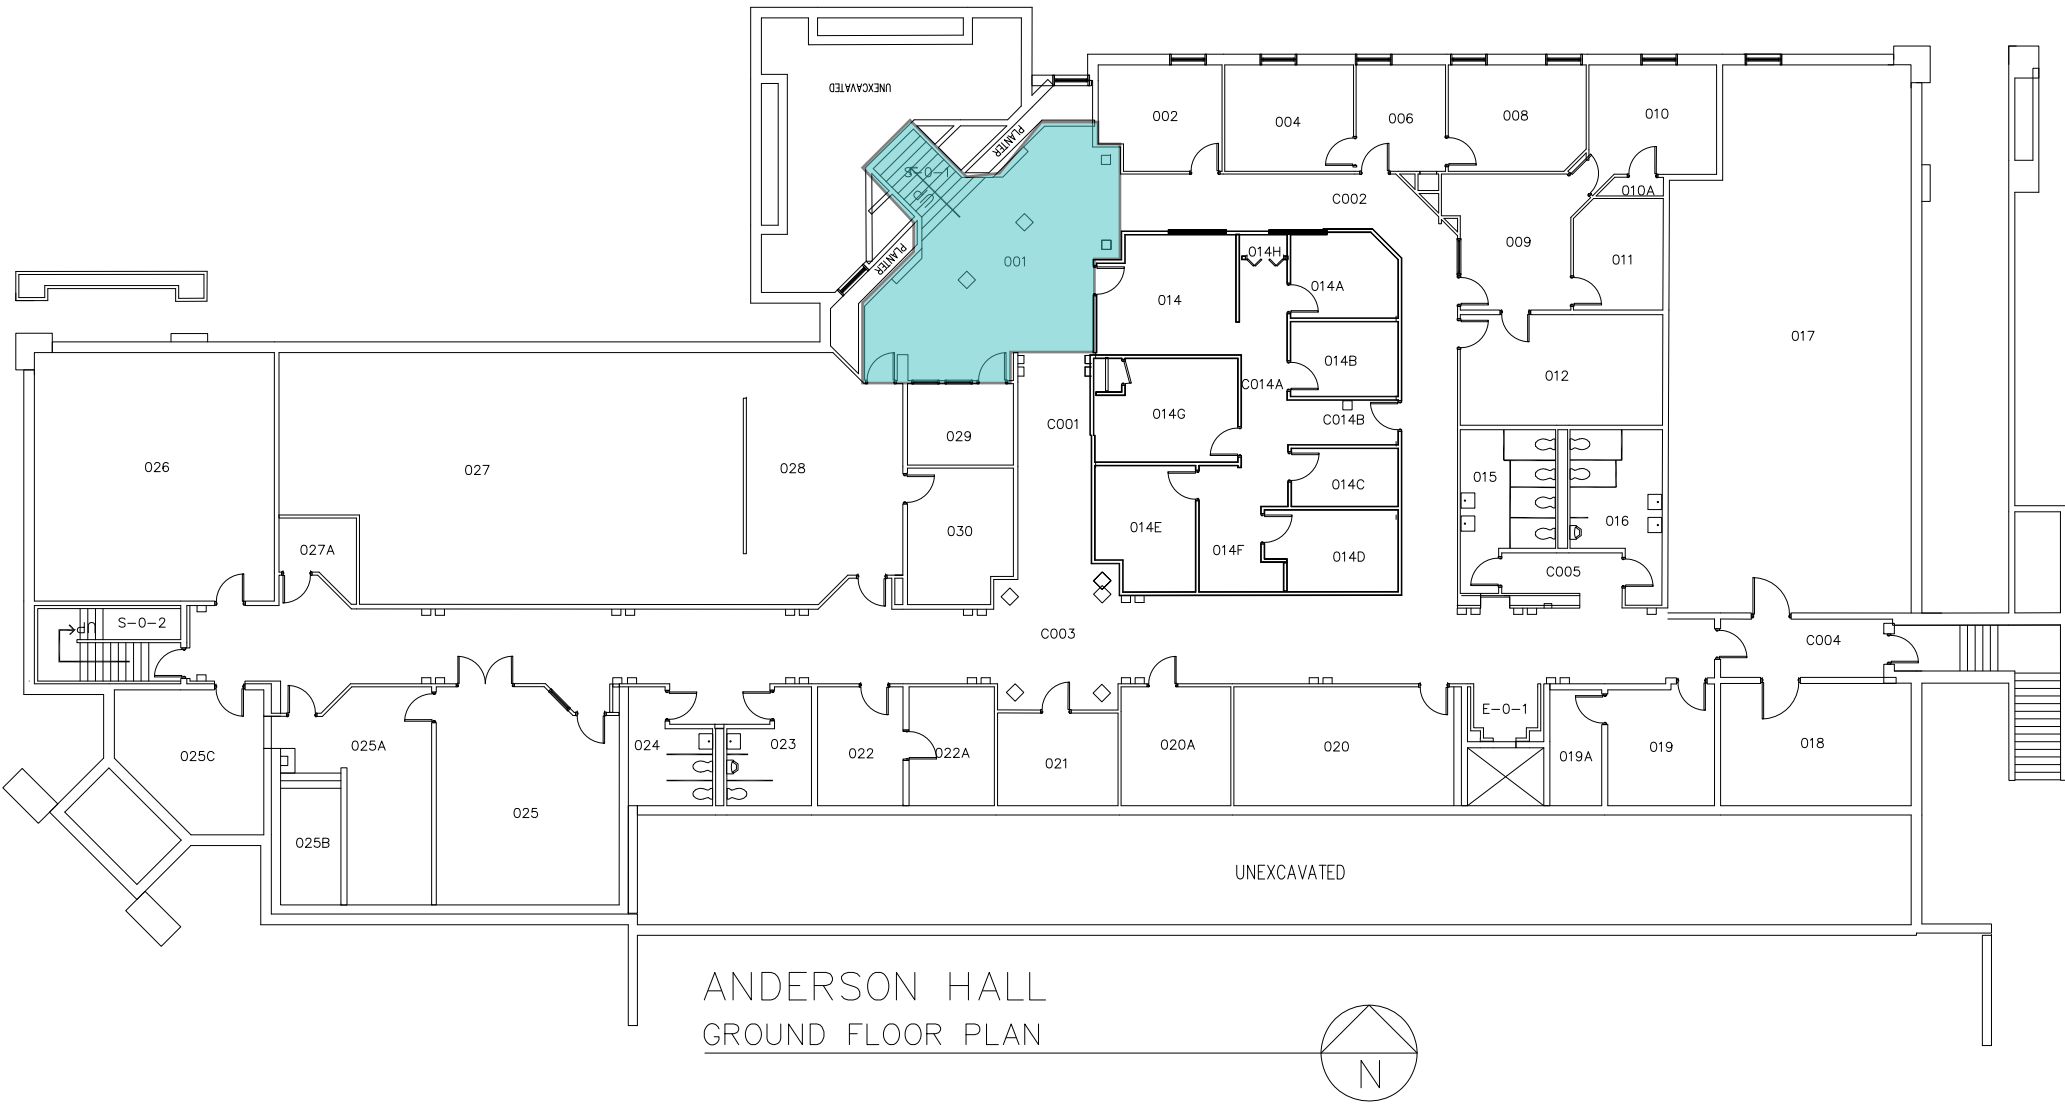 UNEXCAVATED
PLANTER
002
004
006
008
010
S-0-1
UP
010A
C002
009
001
PLANTER
014H
011
014
014A
017
014B
012
C014A
014G
C014B
C001
029
026
027
028
015
014C
016
030
014E
027A
014F
014D
C005
UP
S-0-2
C003
C004
E-0-1
025A
024
023
022
022A
020A
020
019
018
025C
021
019A
025
025B
UNEXCAVATED
ANDERSON HALL
GROUND FLOOR PLAN
N